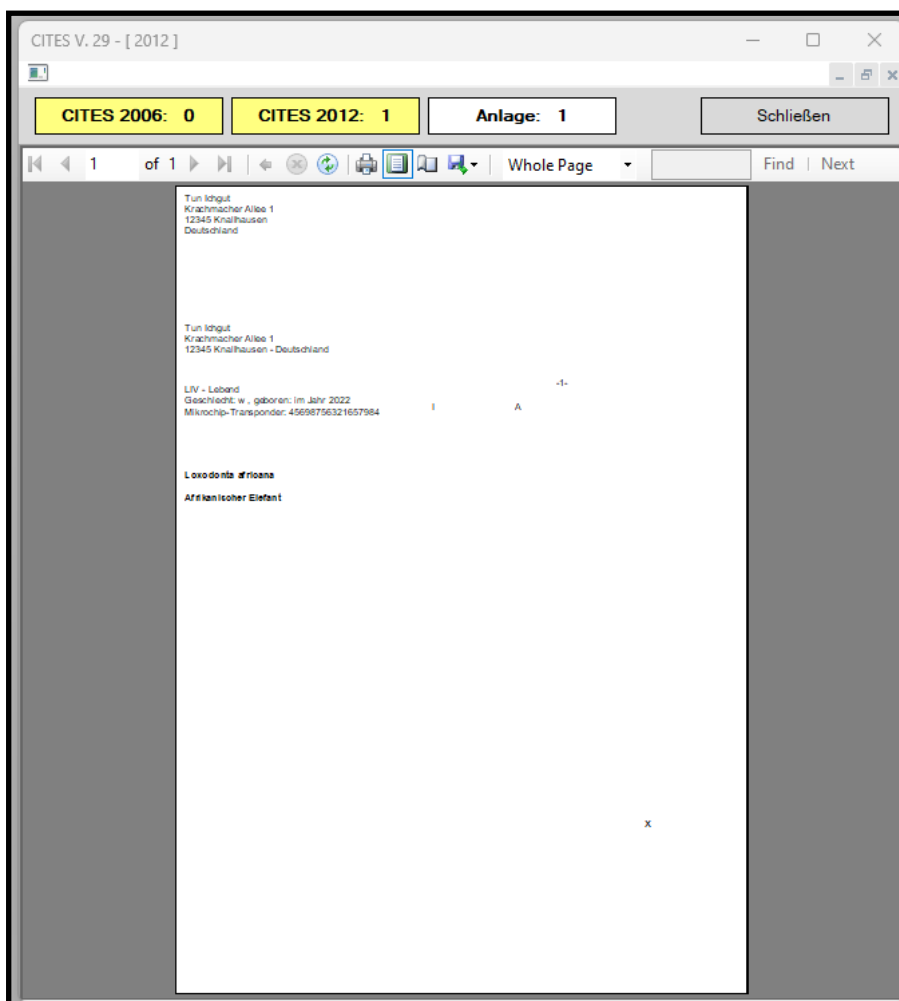 CITES V. 29 - [ 2012 ]
CITES 2006: 0 CITES 2012: 1 Anlage: 1 Schließen
1 of 1 Whole Page Find | Next
Tun Ichgut
Krachmacher Allee 1
12345 Knallhausen
Deutschland
Tun Ichgut
Krachmacher Allee 1
12345 Knallhausen - Deutschland
-1-
LIV - Lebend
Geschlecht: w , geboren: im Jahr 2022
Mikrochip-Transponder: 45698756321657984 I A
Loxodonta africana
Afrikanischer Elefant
x